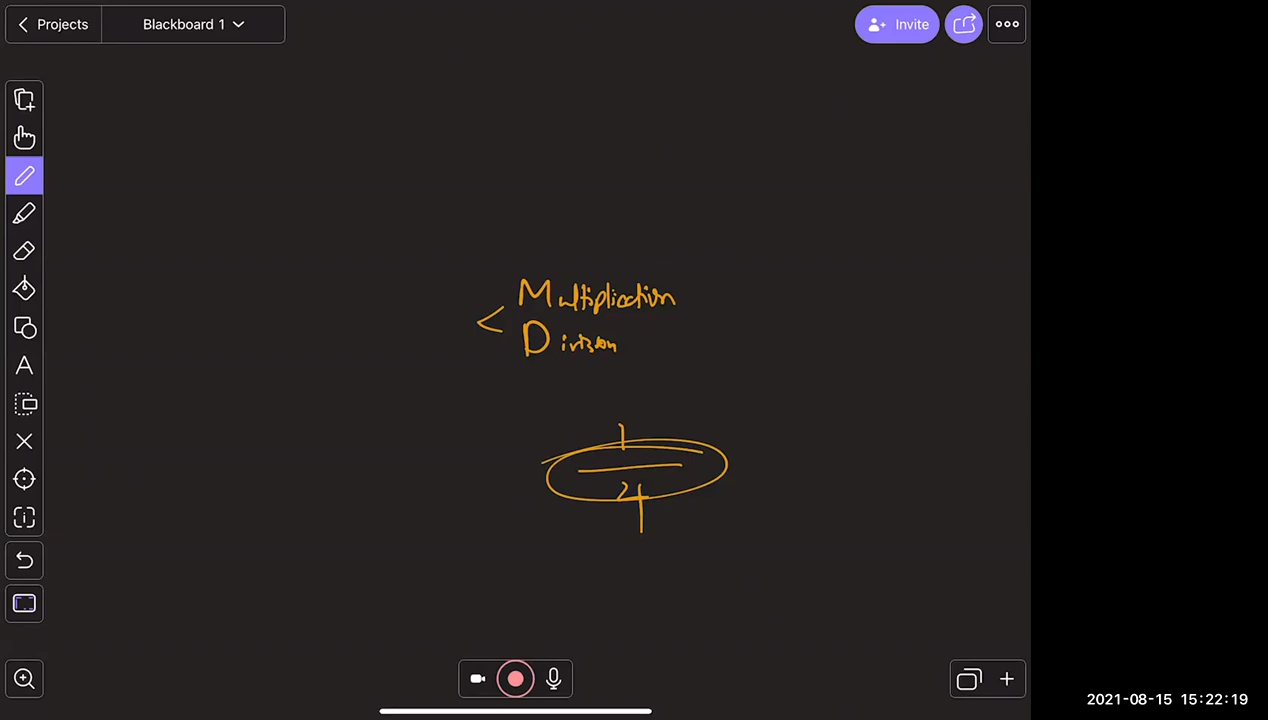 Projects
Blackboard 1
Invite
A
< Multiplication
Division
1
24
2021-08-15 15:22:19